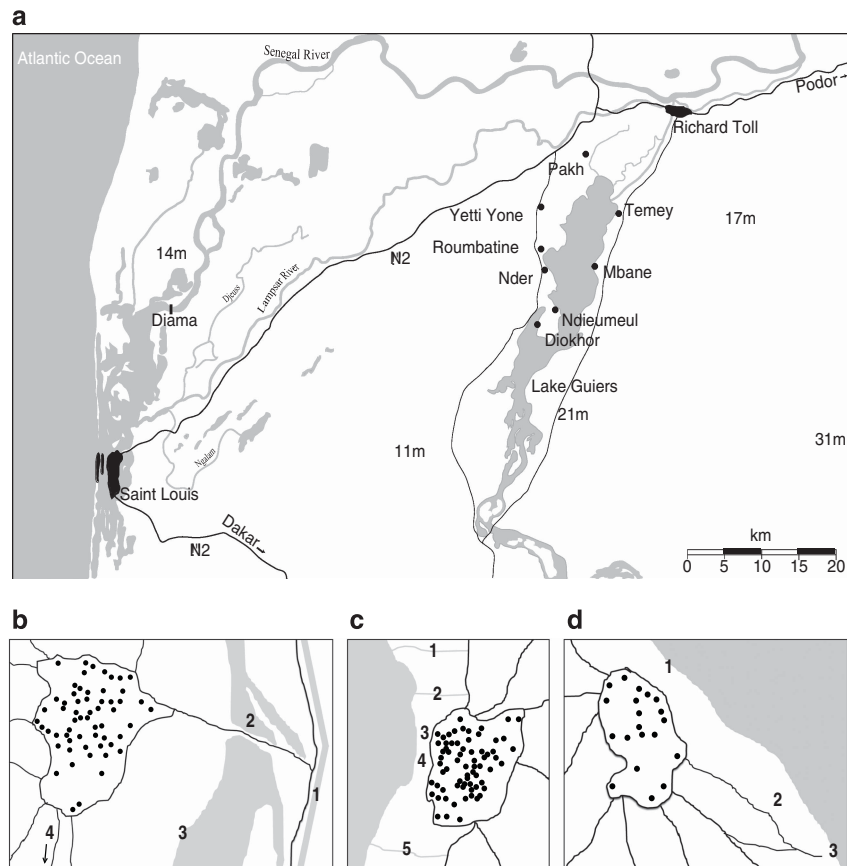 a
Atlantic Ocean
Senegal River
Podor→
Richard Toll
Pakh
Yetti Yone
Temey
17m
Roumbatine
14m
N2
Nder
Mbane
Djeuss
Lampsar River
Diama
Ndieumeul
Diokhor
Lake Guiers
21m
11m
31m
Ngalam
Saint Louis
Dakar→
N2
km
0 5 10 15 20
b
2
1
3
4
c
1
2
3
4
5
d
1
2
3